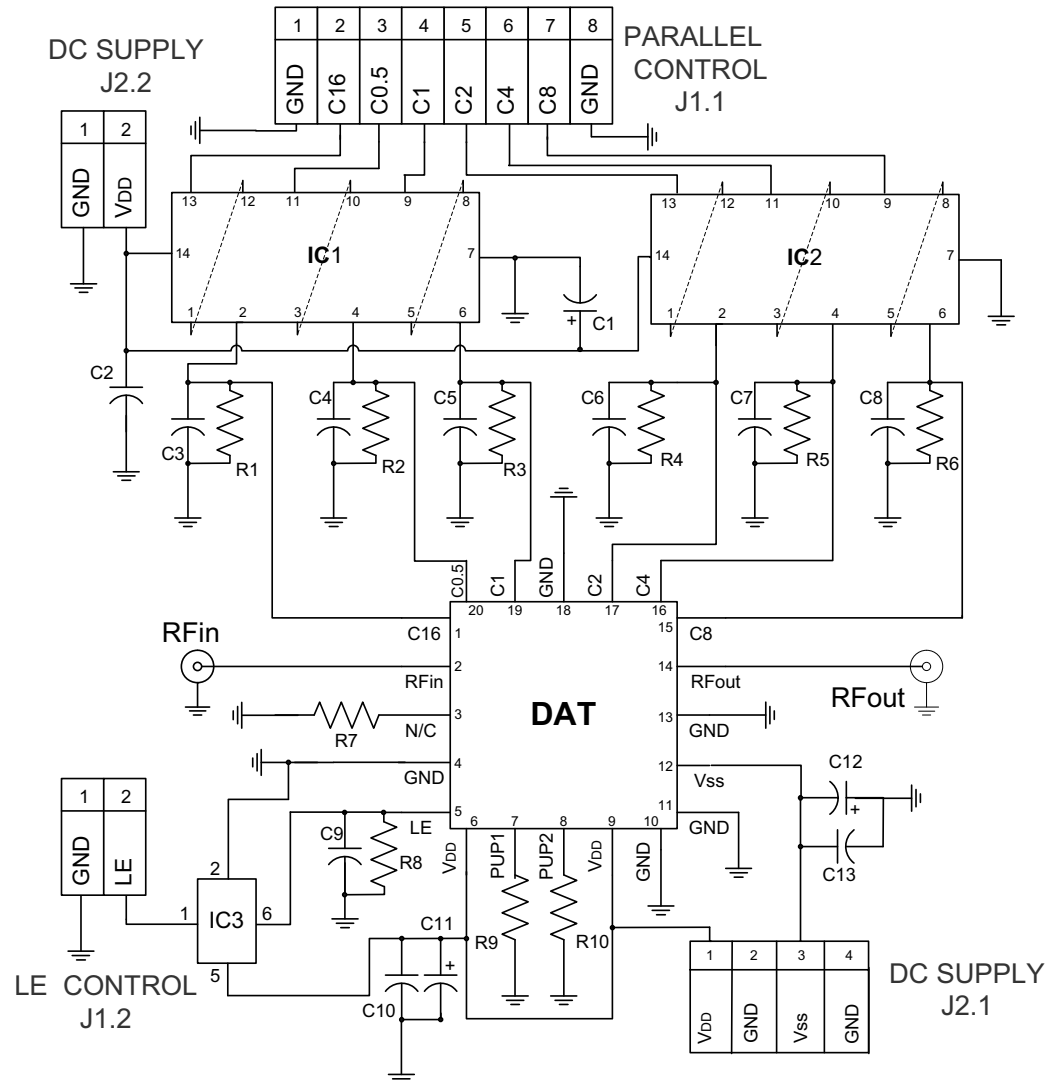 1 2 3 4 5 6 7 8
GND C16 C0.5 C1 C2 C4 C8 GND
PARALLEL
CONTROL
J1.1
DC SUPPLY
J2.2
1 2
GND VDD
13 12 11 10 9 8
14 IC1 7
1 2 3 4 5 6
13 12 11 10 9 8
14 IC2 7
1 2 3 4 5 6
+ C1
C2
C3 R1
C4 R2
C5 R3
C6 R4
C7 R5
C8 R6
C0.5 C1 GND C2 C4
20 19 18 17 16
C16 1
15 C8
RFin
2 RFin
14 RFout
RFout
DAT
3 N/C
R7
13 GND
4 GND
12 Vss
C12
+
C13
5 LE
11 GND
C9 R8
6 7 8 9 10
VDD PUP1 PUP2 VDD GND
R9 R10
C11
+
C10
1 2
GND LE
2
1 IC3 6
5
LE CONTROL
J1.2
1 2 3 4
VDD GND Vss GND
DC SUPPLY
J2.1